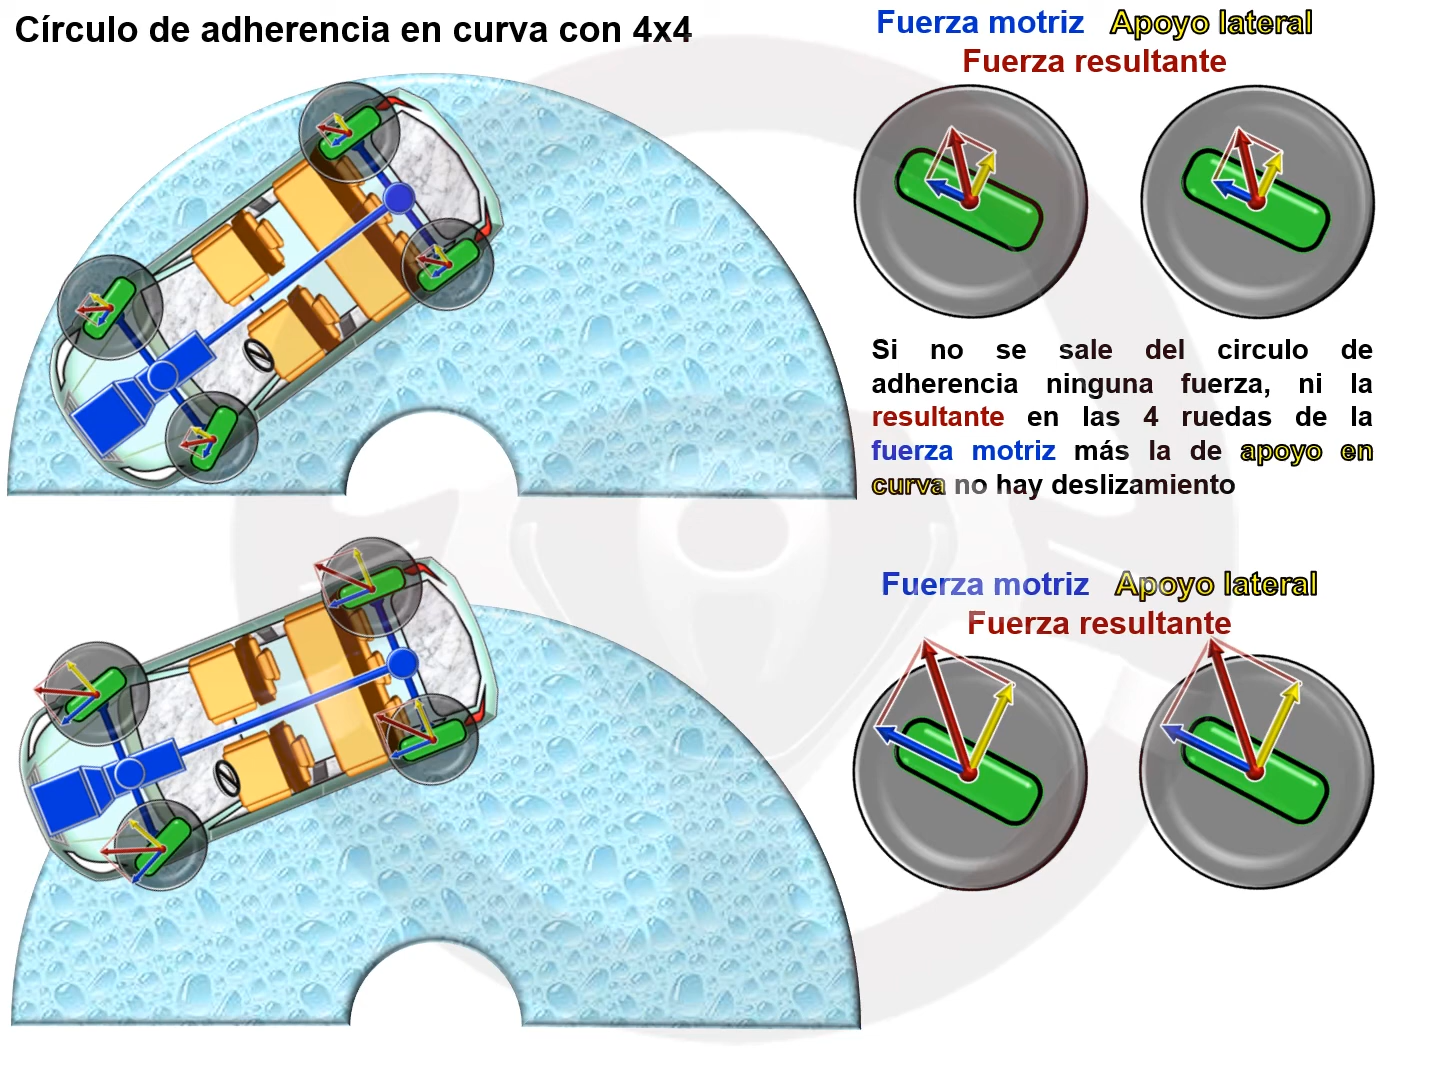 Círculo de adherencia en curva con 4x4
Fuerza motriz Apoyo lateral
Fuerza resultante
Si no se sale del circulo de
adherencia ninguna fuerza, ni la
resultante en las 4 ruedas de la
fuerza motriz más la de apoyo en
curva no hay deslizamiento
Fuerza motriz Apoyo lateral
Fuerza resultante